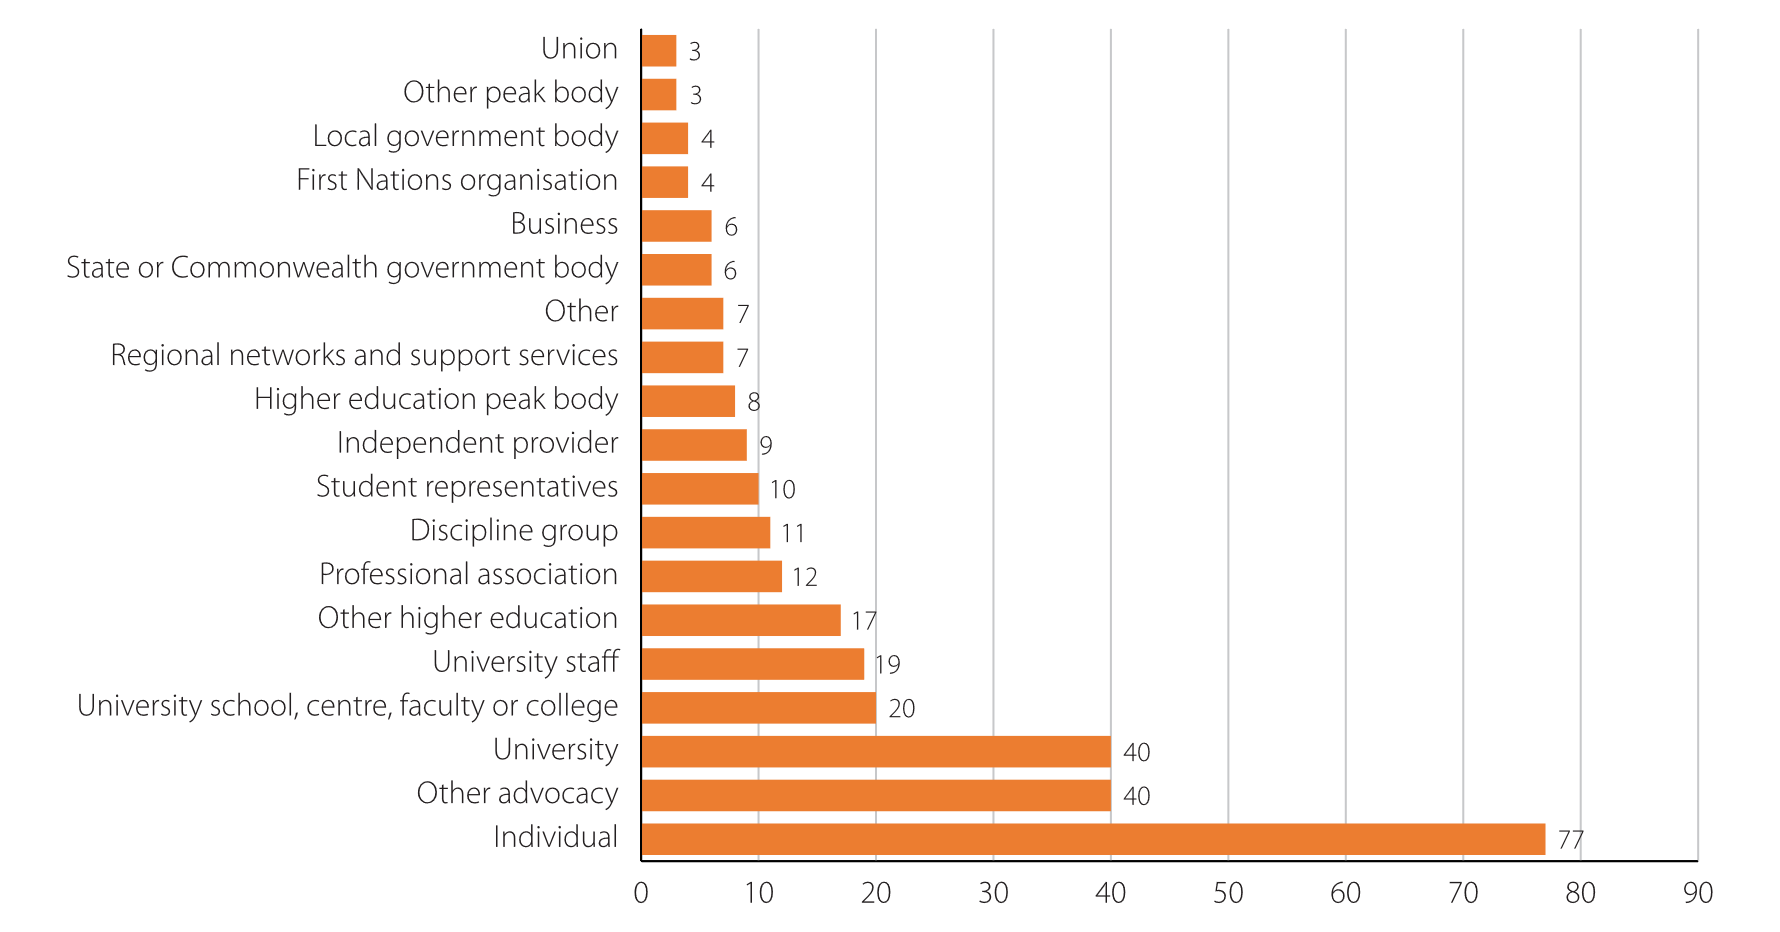 Union 3
Other peak body 3
Local government body 4
First Nations organisation 4
Business 6
State or Commonwealth government body 6
Other 7
Regional networks and support services 7
Higher education peak body 8
Independent provider 9
Student representatives 10
Discipline group 11
Professional association 12
Other higher education 17
University staff 19
University school, centre, faculty or college 20
University 40
Other advocacy 40
Individual 77
0 10 20 30 40 50 60 70 80 90